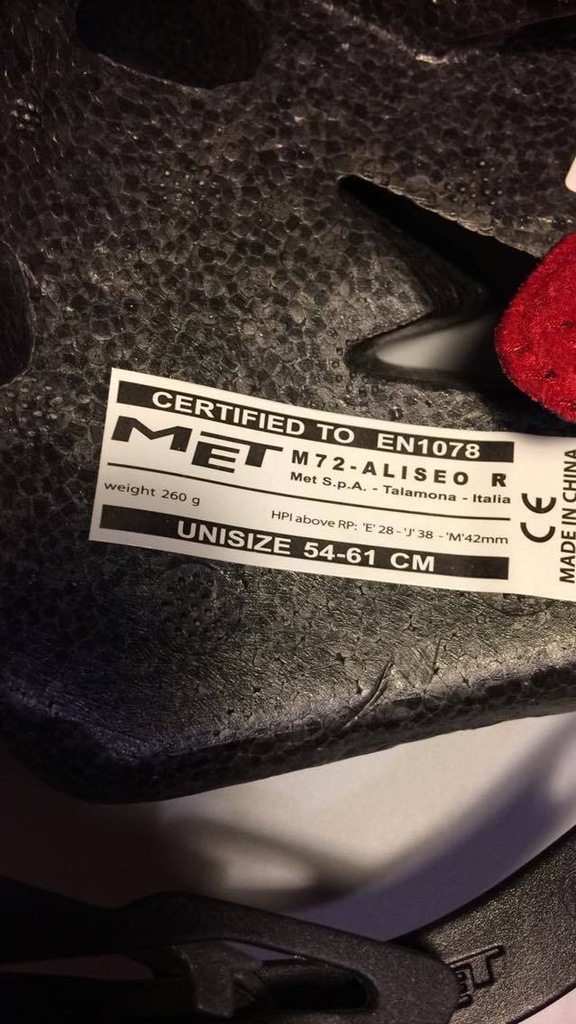 CERTIFIED TO EN1078
MET M72-ALISEO R
Met S.p.A. - Talamona - Italia
weight 260 g
HPI above RP: 'E' 28 - 'J' 38 - 'M'42mm
UNISIZE 54-61 CM
CE
MADE IN CHINA
MET